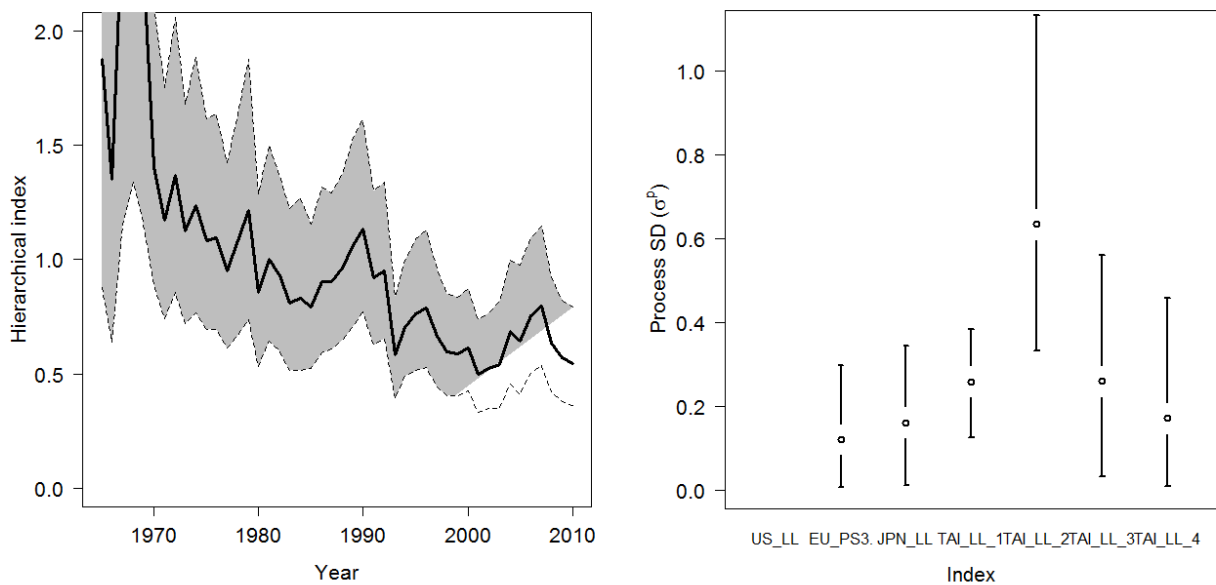 2.0
1.5
1.0
0.5
0.0
Hierarchical index
1970 1980 1990 2000 2010
Year
1.0
0.8
0.6
0.4
0.2
0.0
Process SD (σᵖ)
US_LL EU_PS3. JPN_LL TAI_LL_1 TAI_LL_2 TAI_LL_3 TAI_LL_4
Index